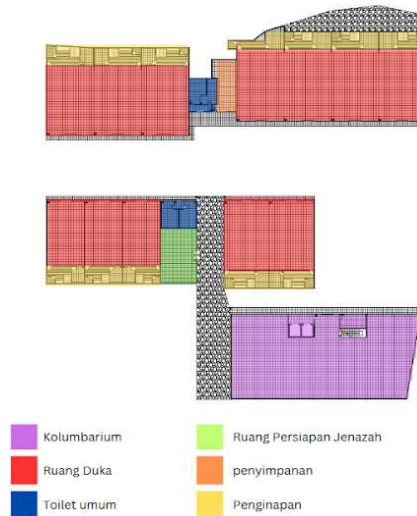 Kolumbarium
Ruang Persiapan Jenazah
Ruang Duka
penyimpanan
Toilet umum
Penginapan